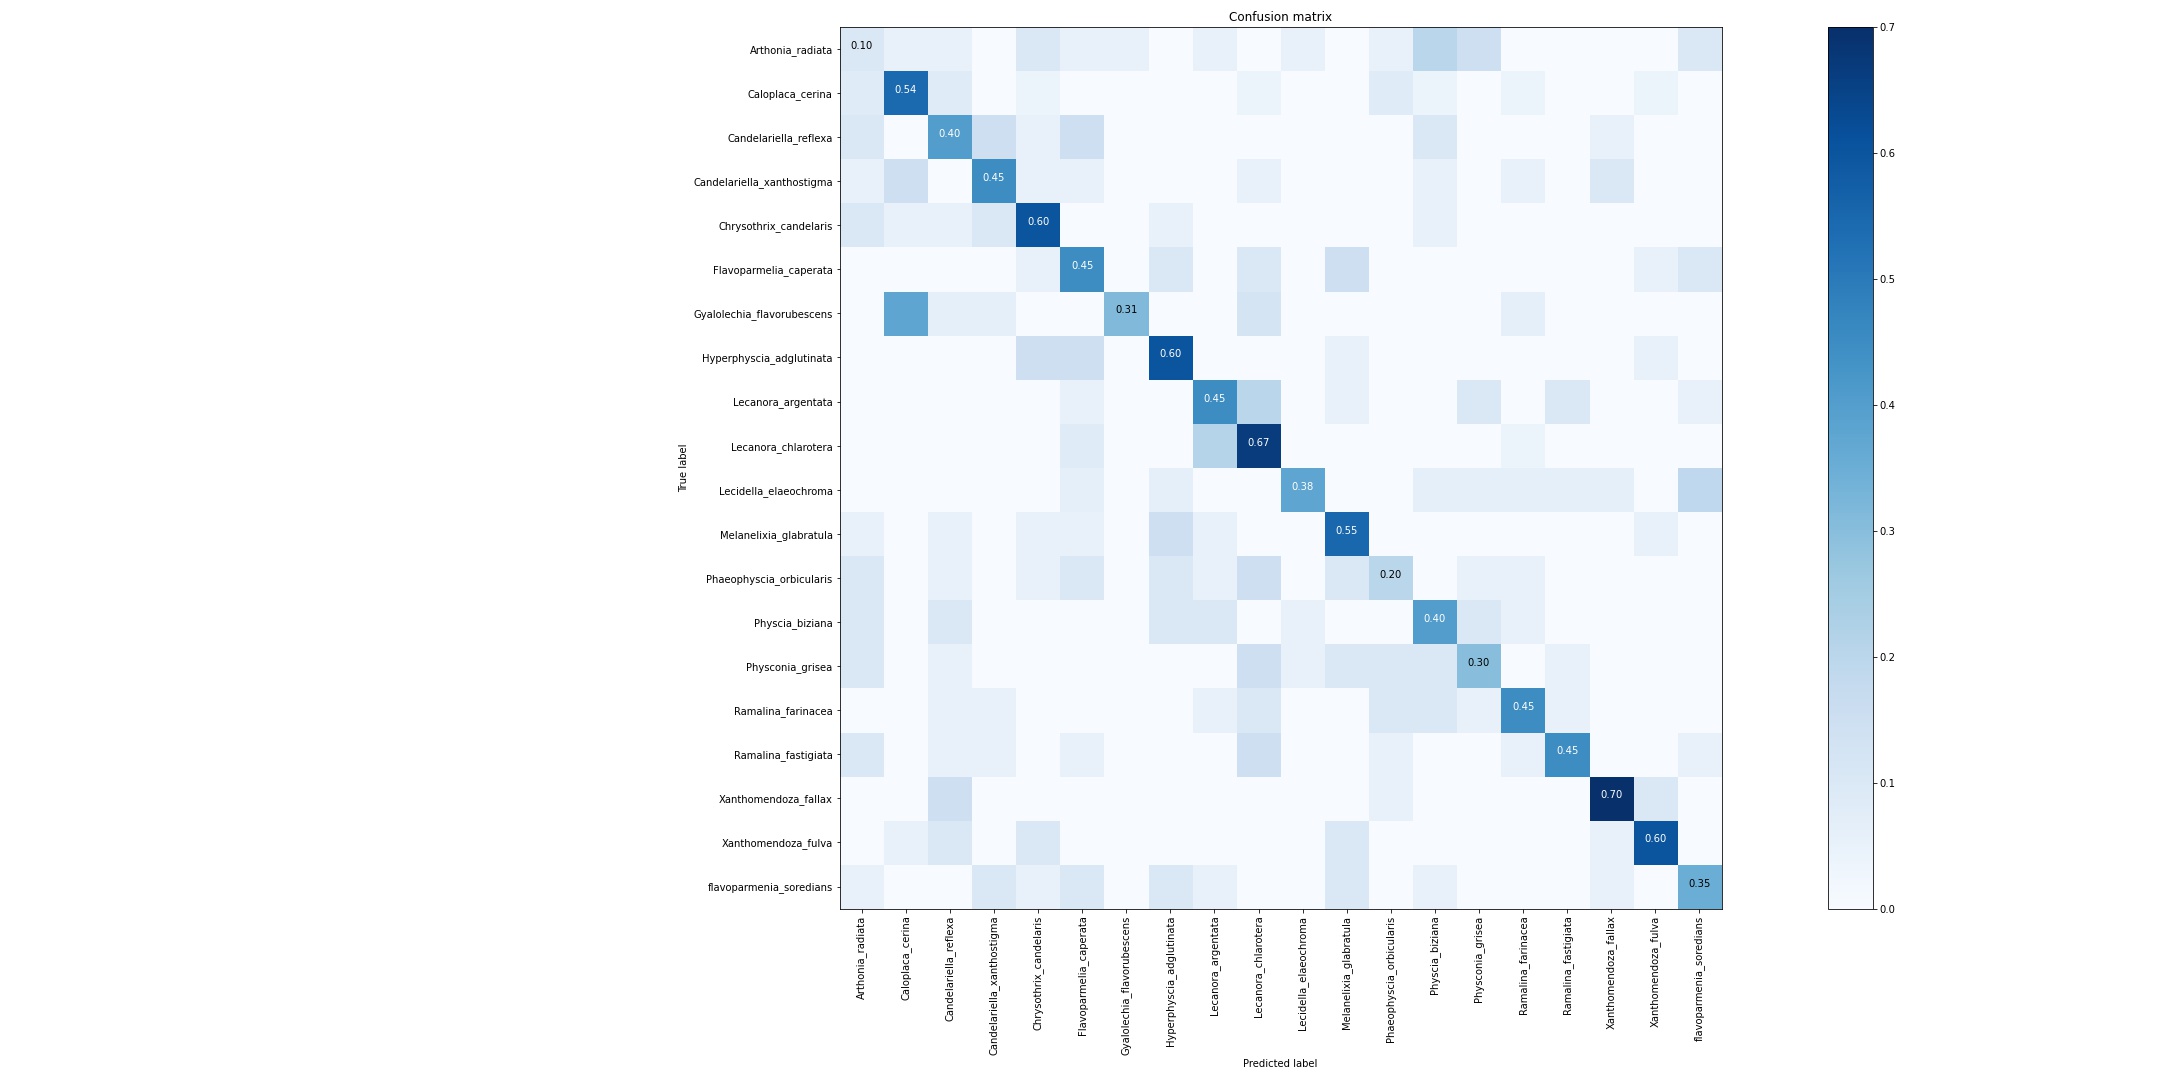 Confusion matrix
Arthonia_radiata
Caloplaca_cerina
Candelariella_reflexa
Candelariella_xanthostigma
Chrysothrix_candelaris
Flavoparmelia_caperata
Gyalolechia_flavorubescens
Hyperphyscia_adglutinata
Lecanora_argentata
Lecanora_chlarotera
Lecidella_elaeochroma
Melanelixia_glabratula
Phaeophyscia_orbicularis
Physcia_biziana
Physconia_grisea
Ramalina_farinacea
Ramalina_fastigiata
Xanthomendoza_fallax
Xanthomendoza_fulva
flavoparmenia_soredians
True label
0.10
0.54
0.40
0.45
0.60
0.45
0.31
0.60
0.45
0.67
0.38
0.55
0.20
0.40
0.30
0.45
0.45
0.70
0.60
0.35
Arthonia_radiata
Caloplaca_cerina
Candelariella_reflexa
Candelariella_xanthostigma
Chrysothrix_candelaris
Flavoparmelia_caperata
Gyalolechia_flavorubescens
Hyperphyscia_adglutinata
Lecanora_argentata
Lecanora_chlarotera
Lecidella_elaeochroma
Melanelixia_glabratula
Phaeophyscia_orbicularis
Physcia_biziana
Physconia_grisea
Ramalina_farinacea
Ramalina_fastigiata
Xanthomendoza_fallax
Xanthomendoza_fulva
flavoparmenia_soredians
Predicted label
0.7
0.6
0.5
0.4
0.3
0.2
0.1
0.0